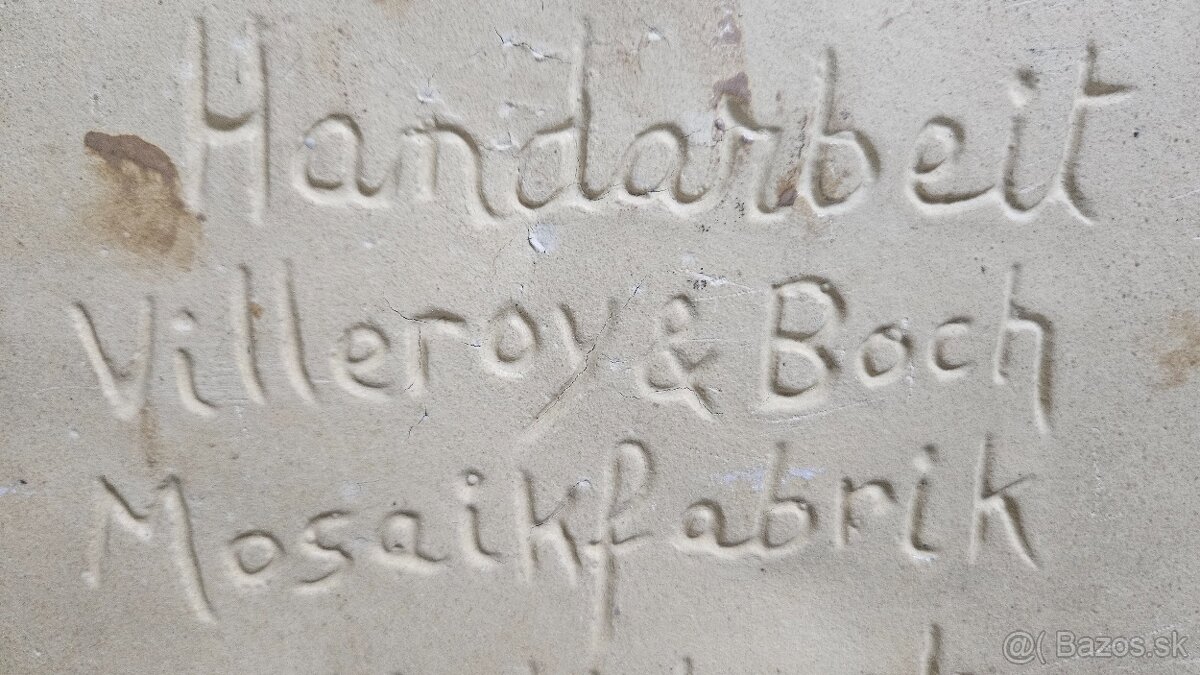 Handarbeit
Villeroy & Boch
Mosaikfabrik
@( Bazos.sk